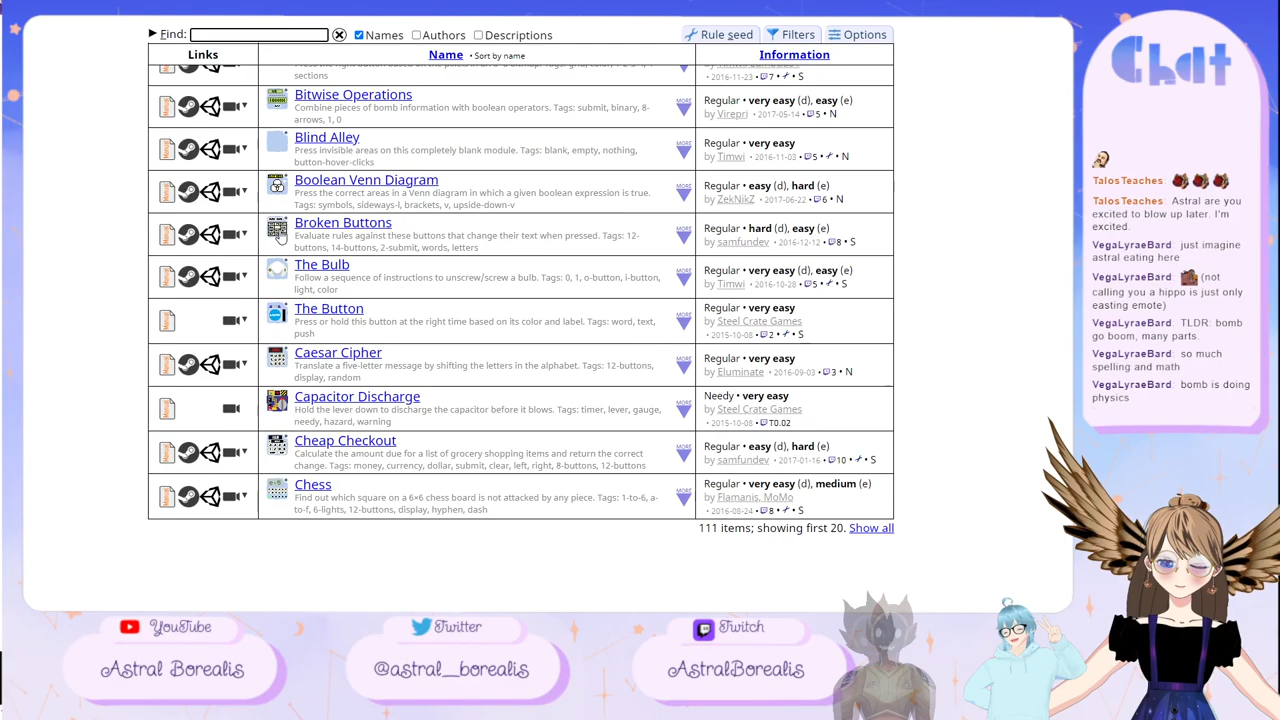 Find:
Names
Authors
Descriptions
Rule seed
Filters
Options
Links
Name • Sort by name
Information
sections
• 2016-11-23 • 7 • • S
Bitwise Operations
Combine pieces of bomb information with boolean operators. Tags: submit, binary, 8-
arrows, 1, 0
MORE
Regular • very easy (d), easy (e)
by Virepri • 2017-05-14 • 5 • N
Blind Alley
Press invisible areas on this completely blank module. Tags: blank, empty, nothing,
button-hover-clicks
MORE
Regular • very easy
by Timwi • 2016-11-03 • 5 • • N
Boolean Venn Diagram
Press the correct areas in a Venn diagram in which a given boolean expression is true.
Tags: symbols, sideways-l, brackets, v, upside-down-v
MORE
Regular • easy (d), hard (e)
by ZekNikZ • 2017-06-22 • 6 • N
Broken Buttons
Evaluate rules against these buttons that change their text when pressed. Tags: 12-
buttons, 14-buttons, 2-submit, words, letters
MORE
Regular • hard (d), easy (e)
by samfundev • 2016-12-12 • 8 • S
The Bulb
Follow a sequence of instructions to unscrew/screw a bulb. Tags: 0, 1, o-button, i-button,
light, color
MORE
Regular • very easy (d), easy (e)
by Timwi • 2016-10-28 • 5 • • S
The Button
Press or hold this button at the right time based on its color and label. Tags: word, text,
push
MORE
Regular • very easy
by Steel Crate Games
• 2015-10-08 • 2 • • S
Caesar Cipher
Translate a five-letter message by shifting the letters in the alphabet. Tags: 12-buttons,
display, random
MORE
Regular • very easy
by Eluminate • 2016-09-03 • 3 • N
Capacitor Discharge
Hold the lever down to discharge the capacitor before it blows. Tags: timer, lever, gauge,
needy, hazard, warning
MORE
Needy • very easy
by Steel Crate Games
• 2015-10-08 • T0.02
Cheap Checkout
Calculate the amount due for a list of grocery shopping items and return the correct
change. Tags: money, currency, dollar, submit, clear, left, right, 8-buttons, 12-buttons
MORE
Regular • easy (d), hard (e)
by samfundev • 2017-01-16 • 10 • • S
Chess
Find out which square on a 6×6 chess board is not attacked by any piece. Tags: 1-to-6, a-
to-f, 6-lights, 12-buttons, display, hyphen, dash
MORE
Regular • very easy (d), medium (e)
by Flamanis, MoMo
• 2016-08-24 • 8 • • S
111 items; showing first 20. Show all
Chat
TalosTeaches:
TalosTeaches: Astral are you
excited to blow up later. I'm
excited.
VegaLyraeBard: just imagine
astral eating here
VegaLyraeBard: (not
calling you a hippo is just only
easting emote)
VegaLyraeBard: TLDR: bomb
go boom, many parts.
VegaLyraeBard: so much
spelling and math
VegaLyraeBard: bomb is doing
physics
YouTube
Astral Borealis
Twitter
@astral__borealis
Twitch
AstralBorealis